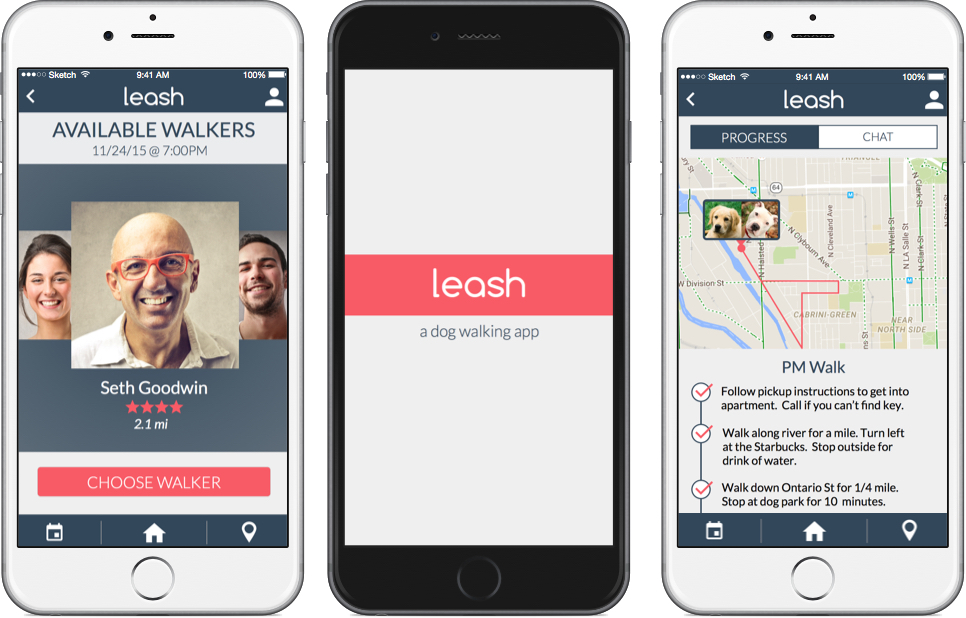 Sketch 9:41 AM 100%
leash
AVAILABLE WALKERS
11/24/15 @ 7:00PM
Seth Goodwin
2.1 mi
CHOOSE WALKER
leash
a dog walking app
Sketch 9:41 AM 100%
leash
PROGRESS CHAT
64
N Halsted
N Clybourn Ave
N Cleveland Ave
N Wells St
N LA Salle St
N Clark St
W Division St
CABRINI-GREEN
NEAR
NORTH SIDE
PM Walk
Follow pickup instructions to get into
apartment. Call if you can't find key.
Walk along river for a mile. Turn left
at the Starbucks. Stop outside for
drink of water.
Walk down Ontario St for 1/4 mile.
Stop at dog park for 10 minutes.